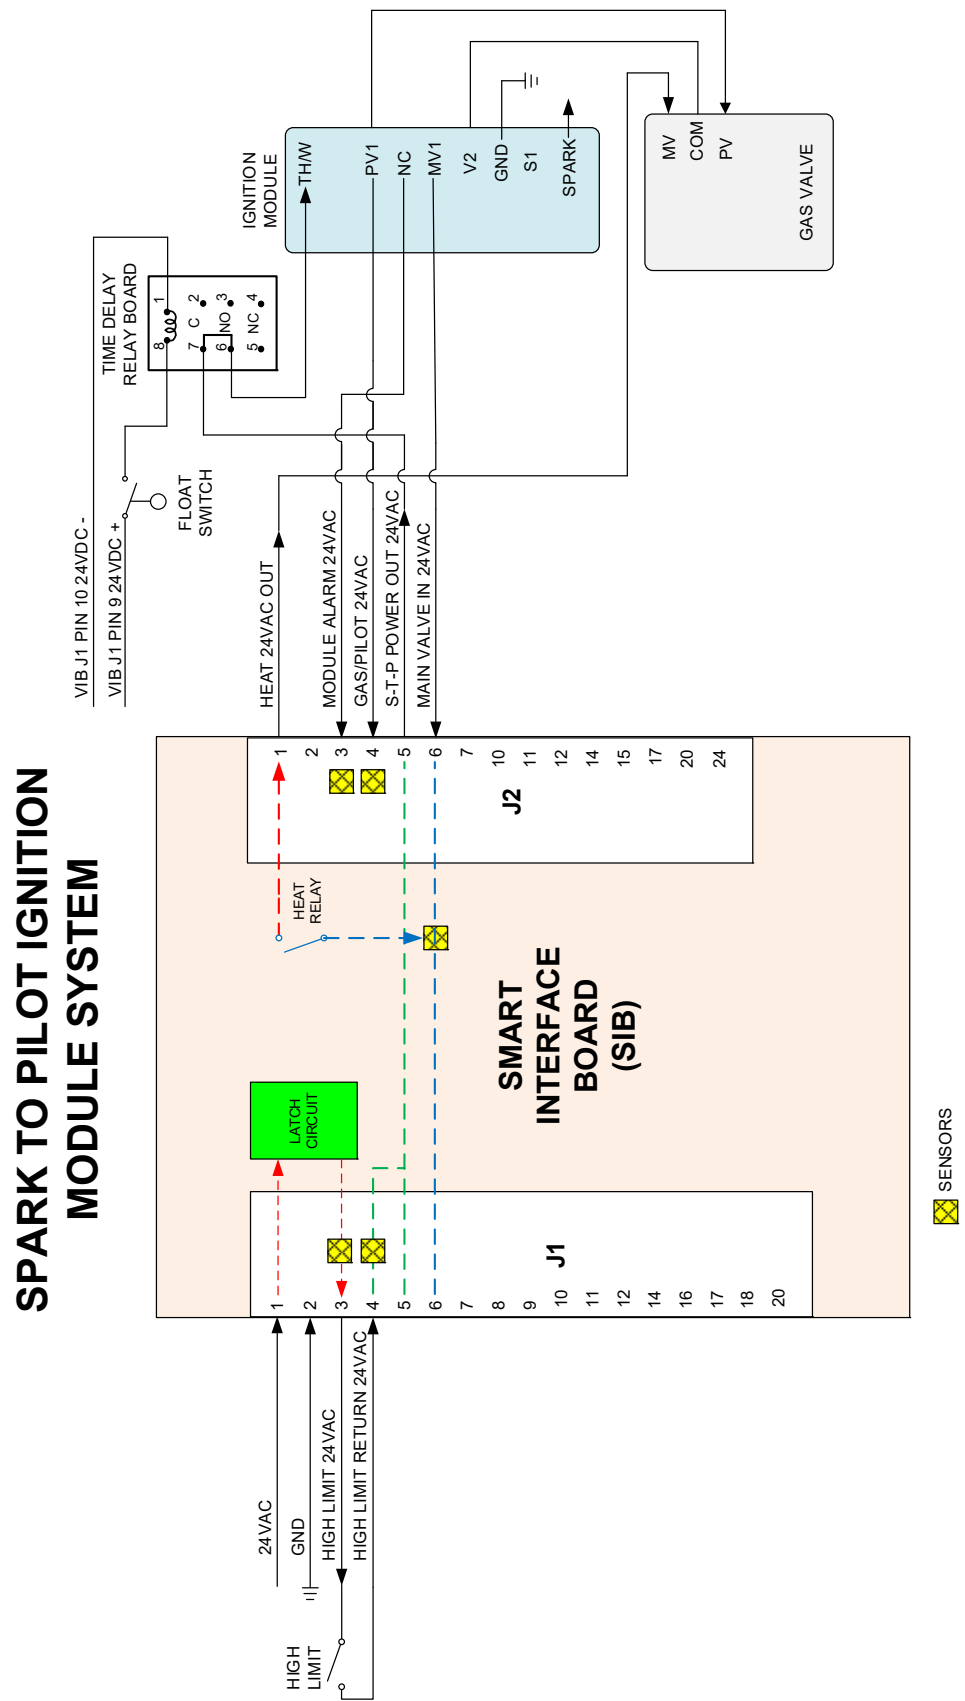 SPARK TO PILOT IGNITION
MODULE SYSTEM
HIGH
LIMIT
24VAC
GND
HIGH LIMIT 24VAC
HIGH LIMIT RETURN 24VAC
1
2
3
4
5
6
7
8
9
10
11
12
14
16
17
18
20
J1
LATCH
CIRCUIT
SMART
INTERFACE
BOARD
(SIB)
HEAT
RELAY
J2
1
2
3
4
5
6
7
10
11
12
14
15
17
20
24
VIB J1 PIN 10 24VDC -
VIB J1 PIN 9 24VDC +
HEAT 24VAC OUT
MODULE ALARM 24VAC
GAS/PILOT 24VAC
S-T-P POWER OUT 24VAC
MAIN VALVE IN 24VAC
FLOAT
SWITCH
TIME DELAY
RELAY BOARD
8 1
7 C 2
6 NO 3
5 NC 4
IGNITION
MODULE
TH/W
PV1
NC
MV1
V2
GND
S1
SPARK
MV
COM
PV
GAS VALVE
SENSORS